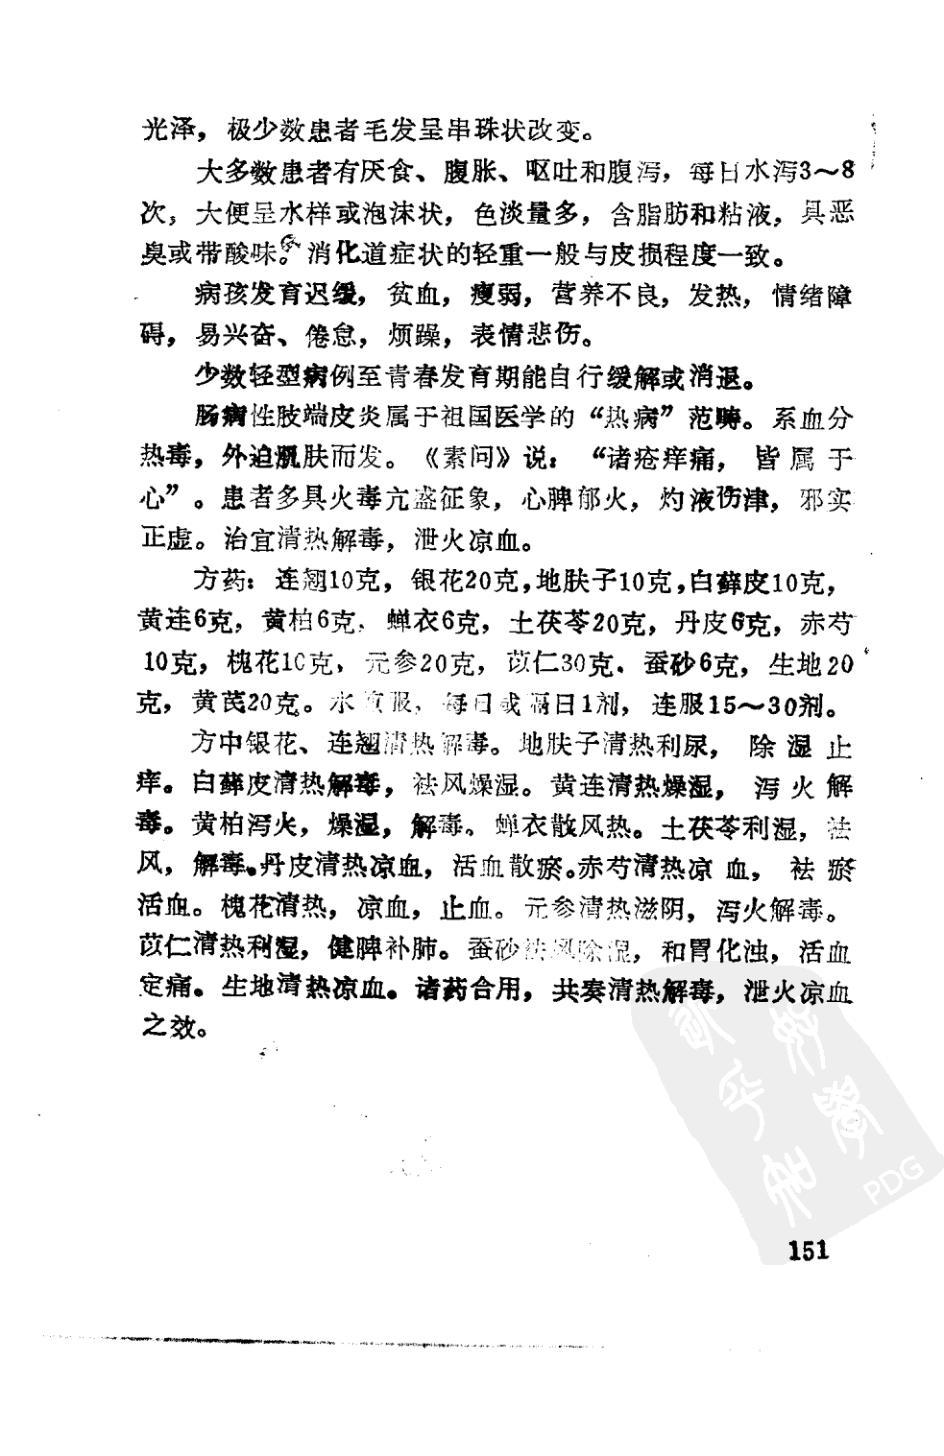 光泽，极少数患者毛发呈串珠状改变。
大多数患者有厌食、腹胀、呕吐和腹泻，每日水泻3～8
次，大便呈水样或泡沫状，色淡量多，含脂肪和粘液，具恶
臭或带酸味。消化道症状的轻重一般与皮损程度一致。
病孩发育迟缓，贫血，瘦弱，营养不良，发热，情绪障
碍，易兴奋、倦怠，烦躁，表情悲伤。
少数轻型病例至青春发育期能自行缓解或消退。
肠病性肢端皮炎属于祖国医学的“热病”范畴。系血分
热毒，外迫肌肤而发。《素问》说：“诸疮痒痛，皆属于
心”。患者多具火毒亢盛征象，心脾郁火，灼液伤津，邪实
正虚。治宜清热解毒，泄火凉血。
方药：连翘10克，银花20克，地肤子10克，白藓皮10克，
黄连6克，黄柏6克，蝉衣6克，土茯苓20克，丹皮6克，赤芍
10克，槐花10克，元参20克，苡仁30克，蚕砂6克，生地20
克，黄芪20克。水煎服，每日或隔日1剂，连服15～30剂。
方中银花、连翘清热解毒。地肤子清热利尿，除湿止
痒。白藓皮清热解毒，祛风燥湿。黄连清热燥湿，泻火解
毒。黄柏泻火，燥湿，解毒。蝉衣散风热。土茯苓利湿，祛
风，解毒。丹皮清热凉血，活血散瘀。赤芍清热凉血，祛瘀
活血。槐花清热，凉血，止血。元参清热滋阴，泻火解毒。
苡仁清热利湿，健脾补肺。蚕砂祛风除湿，和胃化浊，活血
定痛。生地清热凉血。诸药合用，共奏清热解毒，泄火凉血
之效。
PDG
151